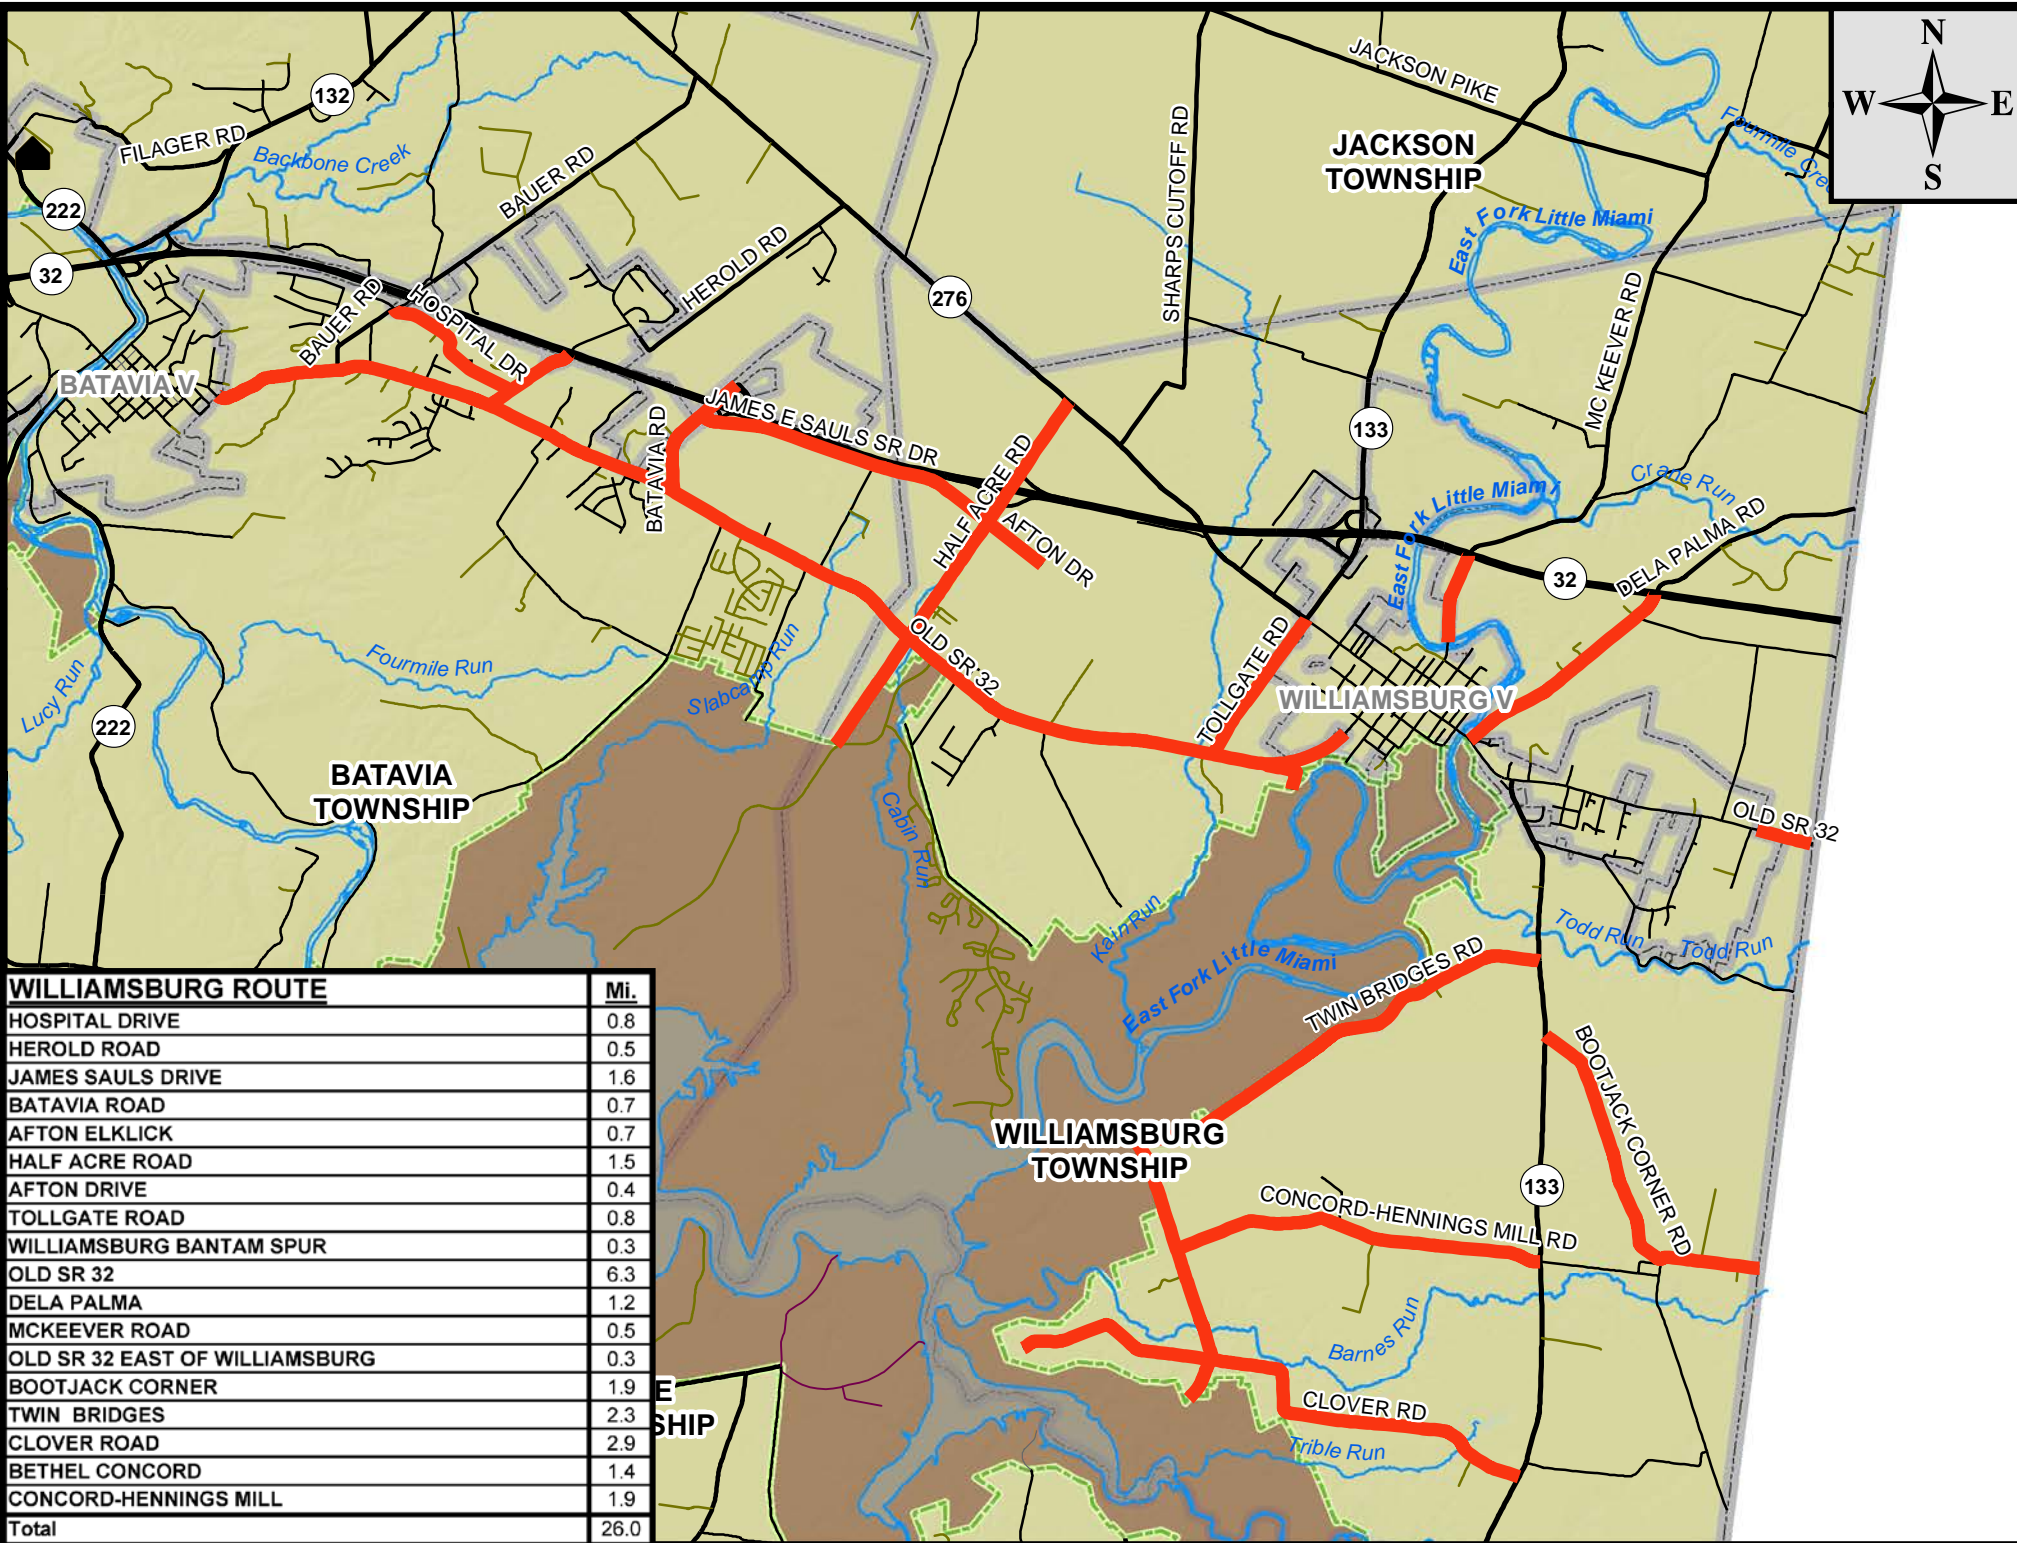 N
W E
S
JACKSON PIKE
132
FILAGER RD
Backbone Creek
BAUER RD
SHARPS CUTOFF RD
JACKSON
TOWNSHIP
Fourmile Cree
222
East Fork Little Miami
32
HEROLD RD
276
BAUER RD
HOSPITAL DR
MC KEEVER RD
BATAVIA V
JAMES E SAULS SR DR
133
BATAVIA RD
HALF ACRE RD
East Fork Little Miami
Crane Run
DELA PALMA RD
AFTON DR
32
OLD SR 32
TOLLGATE RD
Fourmile Run
Slabcamp Run
Lucy Run
WILLIAMSBURG V
222
BATAVIA
TOWNSHIP
Cabin Run
OLD SR 32
Kain Run
East Fork Little Miami
Todd Run
Todd Run
TWIN BRIDGES RD
BOOTJACK CORNER RD
WILLIAMSBURG
TOWNSHIP
133
CONCORD-HENNINGS MILL RD
Barnes Run
CLOVER RD
Trible Run
E
SHIP
WILLIAMSBURG ROUTE Mi.
HOSPITAL DRIVE 0.8
HEROLD ROAD 0.5
JAMES SAULS DRIVE 1.6
BATAVIA ROAD 0.7
AFTON ELKLICK 0.7
HALF ACRE ROAD 1.5
AFTON DRIVE 0.4
TOLLGATE ROAD 0.8
WILLIAMSBURG BANTAM SPUR 0.3
OLD SR 32 6.3
DELA PALMA 1.2
MCKEEVER ROAD 0.5
OLD SR 32 EAST OF WILLIAMSBURG 0.3
BOOTJACK CORNER 1.9
TWIN BRIDGES 2.3
CLOVER ROAD 2.9
BETHEL CONCORD 1.4
CONCORD-HENNINGS MILL 1.9
Total 26.0